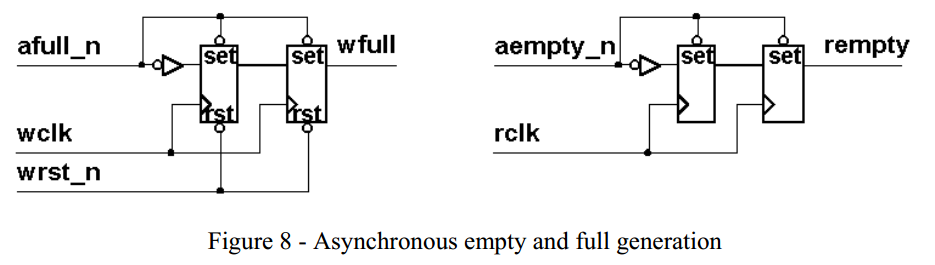 afull_n
set
set
wfull
rst
rst
wclk
wrst_n
aempty_n
set
set
rempty
rclk
Figure 8 - Asynchronous empty and full generation